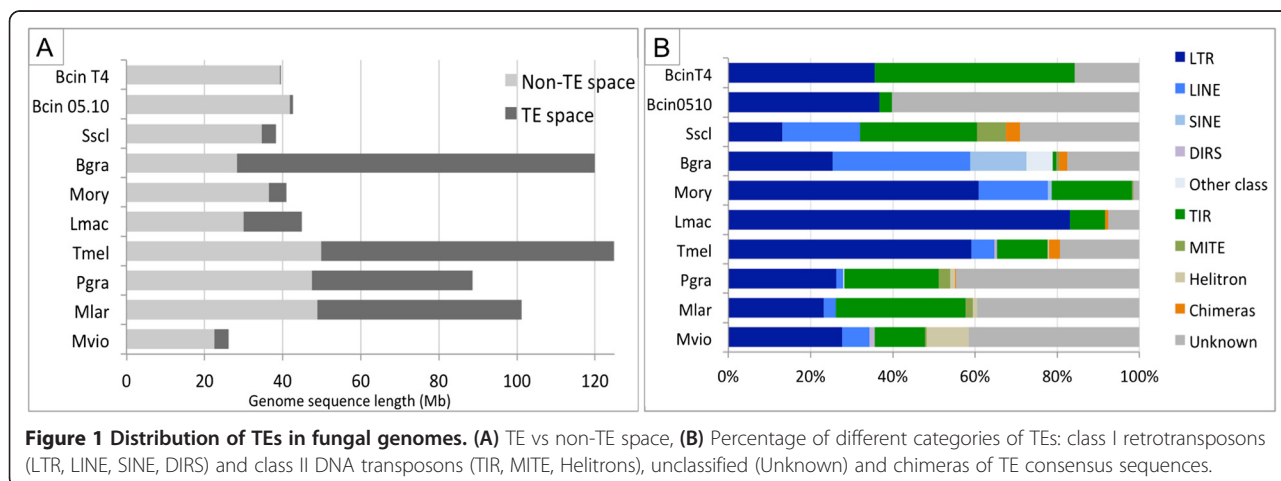 A
Bcin T4
Bcin 05.10
Sscl
Bgra
Mory
Lmac
Tmel
Pgra
Mlar
Mvio
Non-TE space
TE space
0 20 40 60 80 100 120
Genome sequence length (Mb)
B
BcinT4
Bcin0510
Sscl
Bgra
Mory
Lmac
Tmel
Pgra
Mlar
Mvio
0% 20% 40% 60% 80% 100%
LTR
LINE
SINE
DIRS
Other class
TIR
MITE
Helitron
Chimeras
Unknown
Figure 1 Distribution of TEs in fungal genomes. (A) TE vs non-TE space, (B) Percentage of different categories of TEs: class I retrotransposons
(LTR, LINE, SINE, DIRS) and class II DNA transposons (TIR, MITE, Helitrons), unclassified (Unknown) and chimeras of TE consensus sequences.